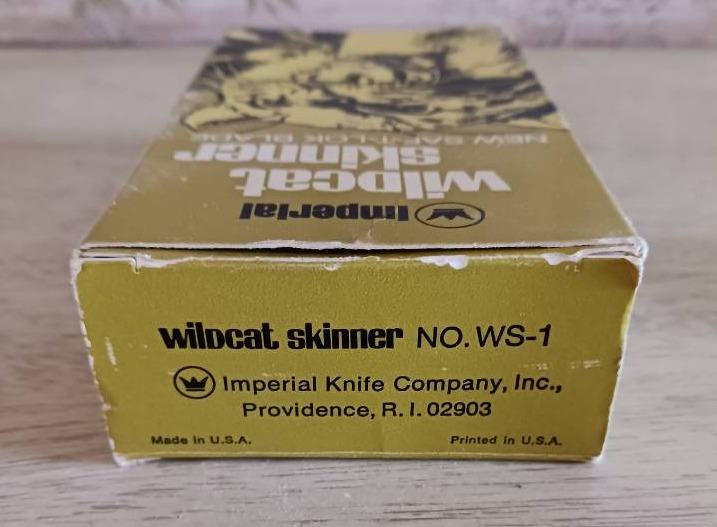 NEW SAF-T-LOK BLADE
wildcat
skinner
Imperial
wildcat skinner NO. WS-1
Imperial Knife Company, Inc.,
Providence, R. I. 02903
Made in U.S.A. Printed in U.S.A.